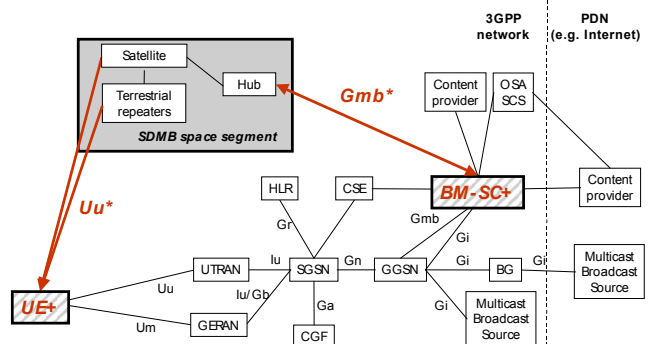 3GPP
network
PDN
(e.g. Internet)
Satellite
Hub
Terrestrial
repeaters
SDMB space segment
Gmb*
Content
provider
OSA
SCS
Uu*
HLR
CSE
BM-SC+
Content
provider
Gr
Gmb
Gi
UTRAN
Iu
SGSN
Gn
GGSN
Gi
BG
Gi
Multicast
Broadcast
Source
Uu
Iu/Gb
UE+
Um
GERAN
Ga
CGF
Gi
Multicast
Broadcast
Source